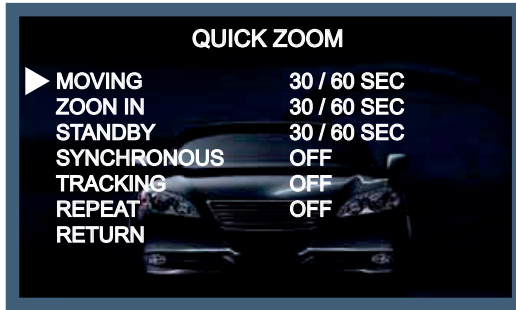 QUICK ZOOM
MOVING 30 / 60 SEC
ZOON IN 30 / 60 SEC
STANDBY 30 / 60 SEC
SYNCHRONOUS OFF
TRACKING OFF
REPEAT OFF
RETURN